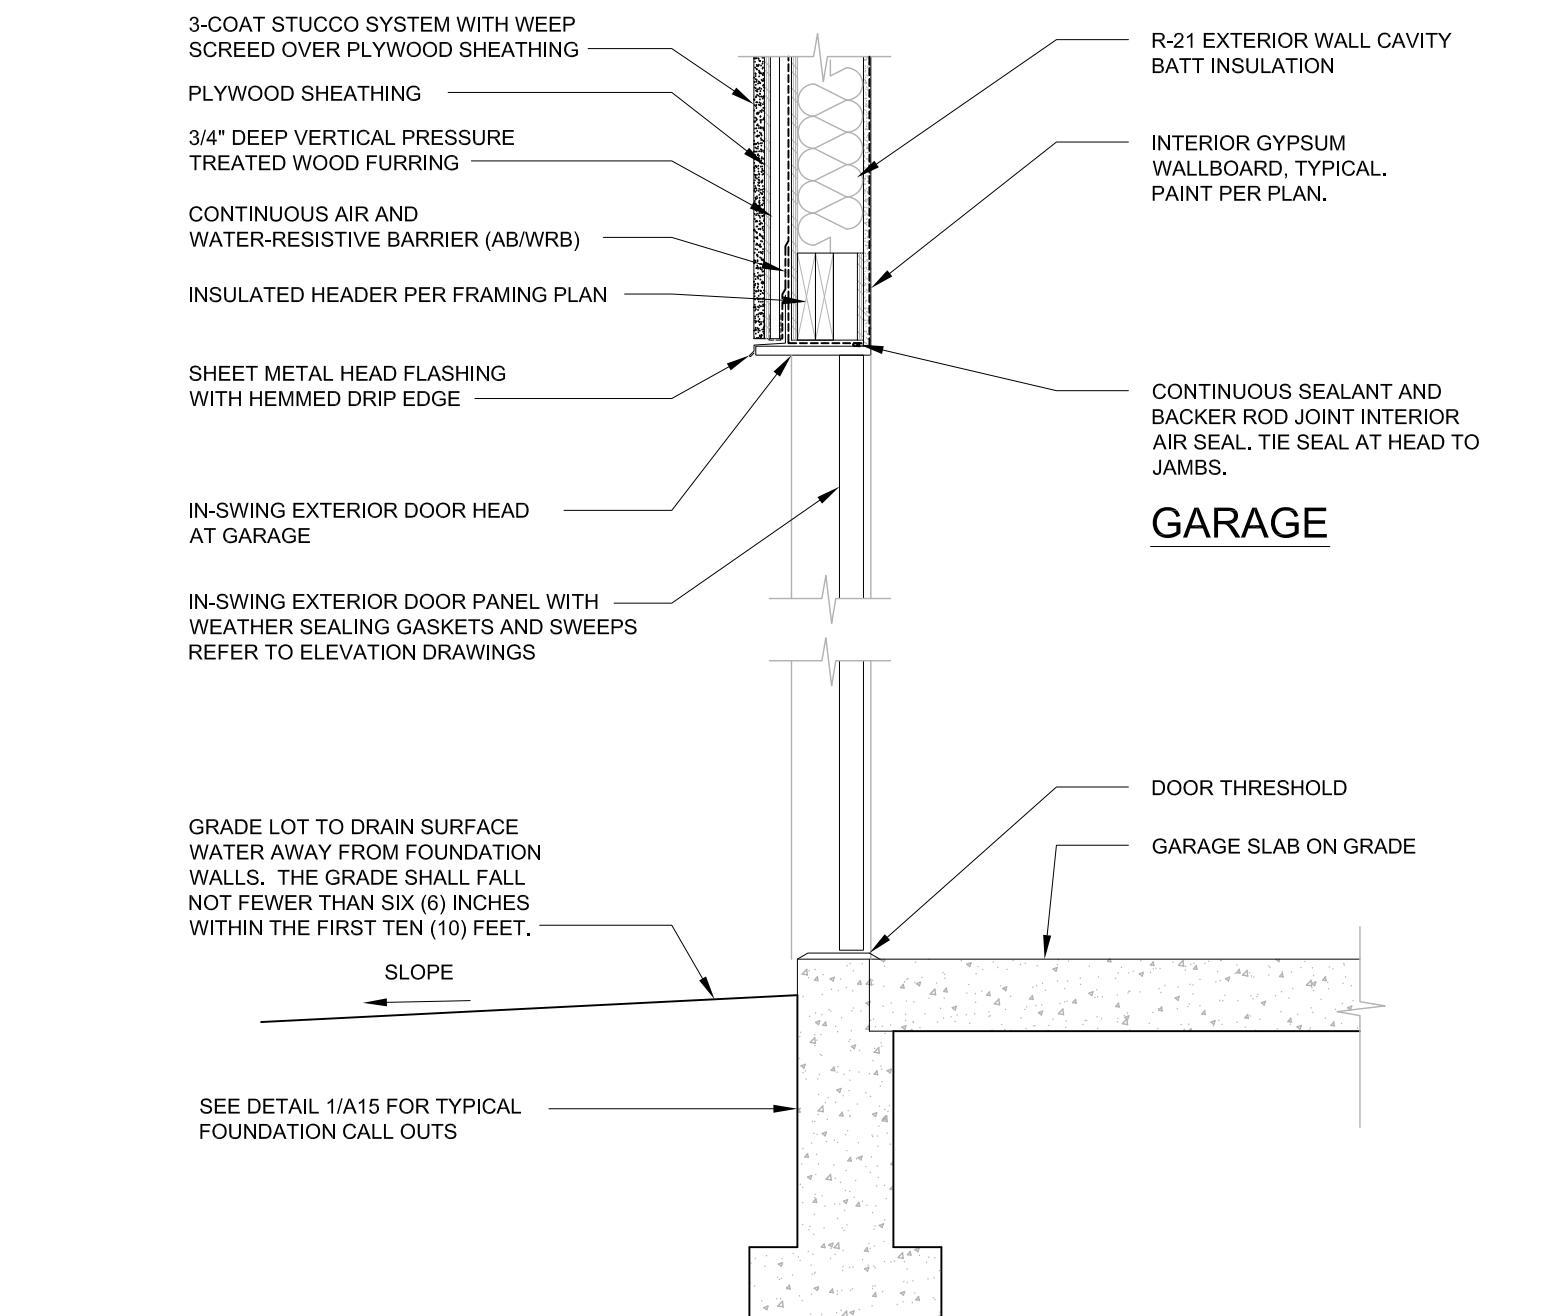 3-COAT STUCCO SYSTEM WITH WEEP
SCREED OVER PLYWOOD SHEATHING
PLYWOOD SHEATHING
3/4" DEEP VERTICAL PRESSURE
TREATED WOOD FURRING
CONTINUOUS AIR AND
WATER-RESISTIVE BARRIER (AB/WRB)
INSULATED HEADER PER FRAMING PLAN
SHEET METAL HEAD FLASHING
WITH HEMMED DRIP EDGE
IN-SWING EXTERIOR DOOR HEAD
AT GARAGE
IN-SWING EXTERIOR DOOR PANEL WITH
WEATHER SEALING GASKETS AND SWEEPS
REFER TO ELEVATION DRAWINGS
GRADE LOT TO DRAIN SURFACE
WATER AWAY FROM FOUNDATION
WALLS. THE GRADE SHALL FALL
NOT FEWER THAN SIX (6) INCHES
WITHIN THE FIRST TEN (10) FEET.
SLOPE
SEE DETAIL 1/A15 FOR TYPICAL
FOUNDATION CALL OUTS
R-21 EXTERIOR WALL CAVITY
BATT INSULATION
INTERIOR GYPSUM
WALLBOARD, TYPICAL.
PAINT PER PLAN.
CONTINUOUS SEALANT AND
BACKER ROD JOINT INTERIOR
AIR SEAL. TIE SEAL AT HEAD TO
JAMBS.
GARAGE
DOOR THRESHOLD
GARAGE SLAB ON GRADE